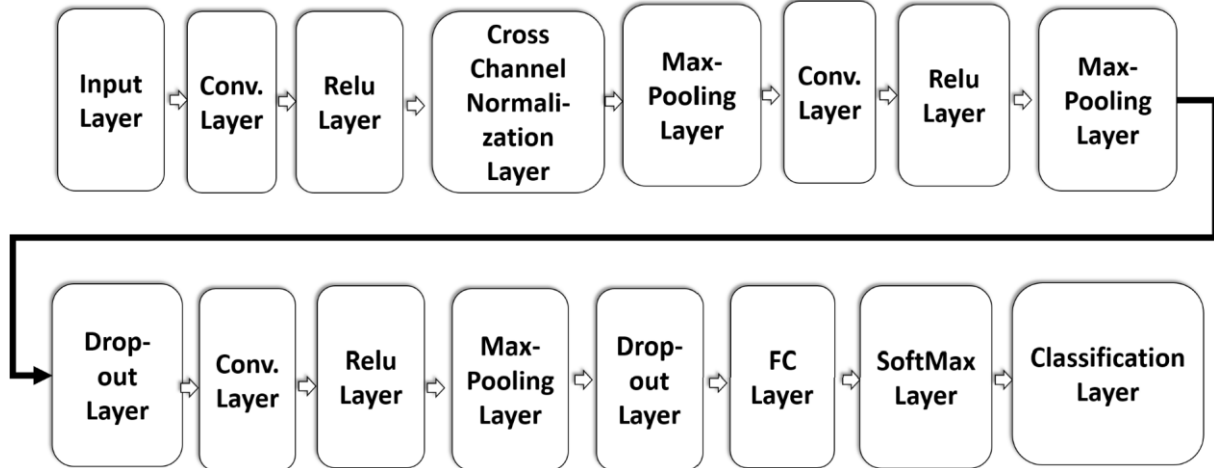 Input
Layer
Conv.
Layer
Relu
Layer
Cross
Channel
Normali-
zation
Layer
Max-
Pooling
Layer
Conv.
Layer
Relu
Layer
Max-
Pooling
Layer
Drop-
out
Layer
Conv.
Layer
Relu
Layer
Max-
Pooling
Layer
Drop-
out
Layer
FC
Layer
SoftMax
Layer
Classification
Layer